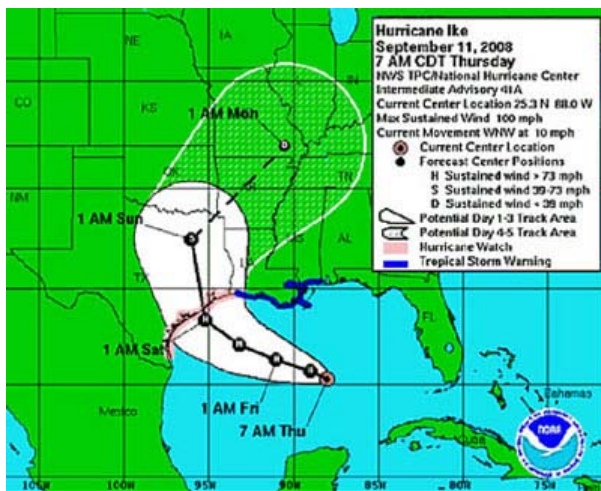 Hurricane Ike
September 11, 2008
7 AM CDT Thursday
NWS TPC/National Hurricane Center
Intermediate Advisory 41A
Current Center Location 25.3 N 88.0 W
Max Sustained Wind 100 mph
Current Movement WNW at 10 mph
Current Center Location
Forecast Center Positions
H Sustained wind > 73 mph
S Sustained wind 39-73 mph
D Sustained wind < 39 mph
Potential Day 1-3 Track Area
Potential Day 4-5 Track Area
Hurricane Watch
Tropical Storm Warning
NE
IA
IN
CO
KS
1 AM Mon
D
OK
AR
TN
NM
1 AM Sun
S
MS
AL
TX
LA
H
FL
1 AM Sat
H
H
H
1 AM Fri
7 AM Thu
Mexico
Bahamas
Cuba
NOAA
95W
90W
85W
80W
75W